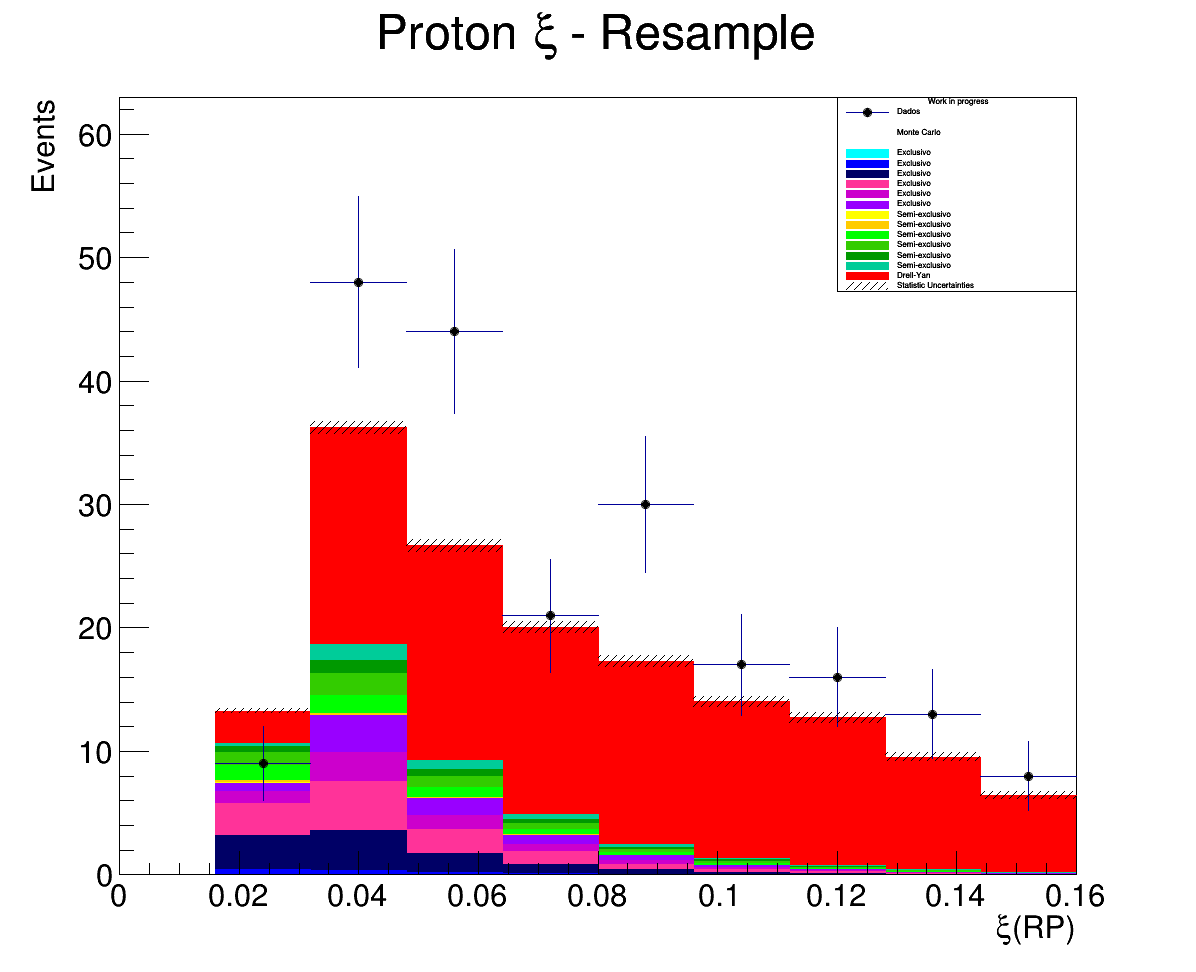 Proton ξ - Resample
Events
60
50
40
30
20
10
0
0 0.02 0.04 0.06 0.08 0.1 0.12 0.14 0.16
ξ(RP)
Work in progress
Dados
Monte Carlo
Exclusivo
Exclusivo
Exclusivo
Exclusivo
Exclusivo
Exclusivo
Semi-exclusivo
Semi-exclusivo
Semi-exclusivo
Semi-exclusivo
Semi-exclusivo
Semi-exclusivo
Drell-Yan
Statistic Uncertainties